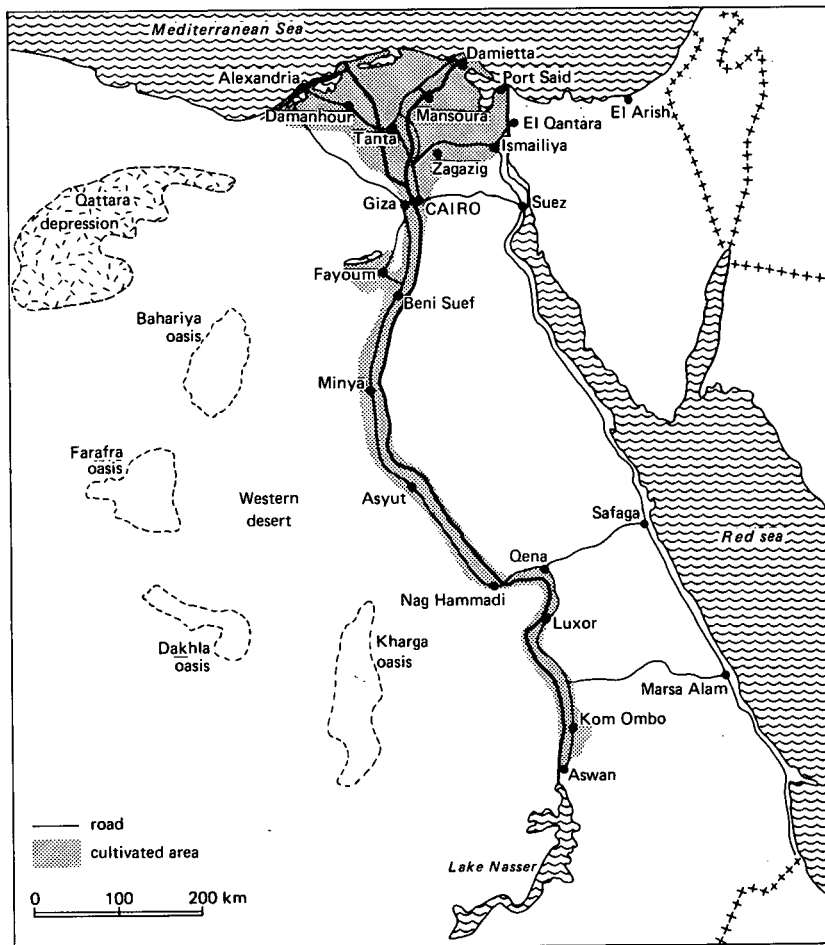 Mediterranean Sea
Damietta
Alexandria
Port Said
Damanhour
Mansoura
El Arish
El Qantara
Tanta
Ismailiya
Zagazig
Qattara
depression
Giza
CAIRO
Suez
Fayoum
Beni Suef
Bahariya
oasis
Minya
Farafra
oasis
Asyut
Western
desert
Safaga
Red sea
Qena
Nag Hammadi
Luxor
Dakhla
oasis
Kharga
oasis
Marsa Alam
Kom Ombo
Aswan
road
cultivated area
Lake Nasser
0 100 200 km